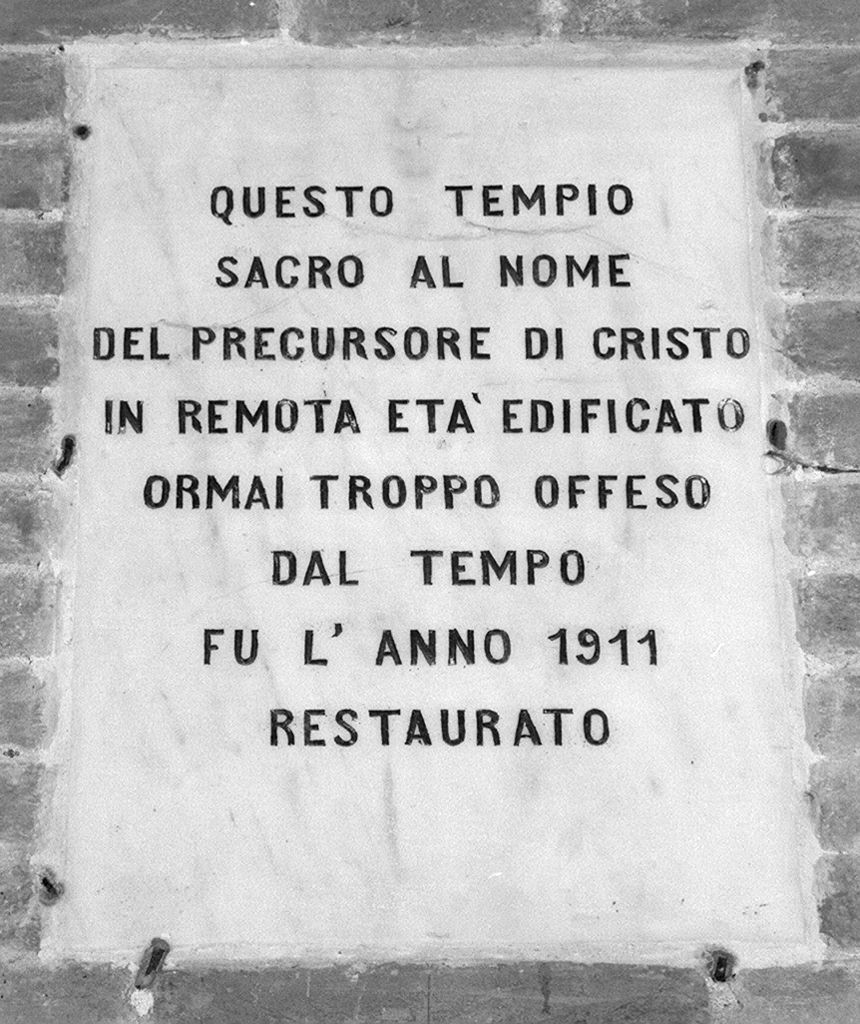 QUESTO TEMPIO
SACRO AL NOME
DEL PRECURSORE DI CRISTO
IN REMOTA ETA' EDIFICATO
ORMAI TROPPO OFFESO
DAL TEMPO
FU L' ANNO 1911
RESTAURATO